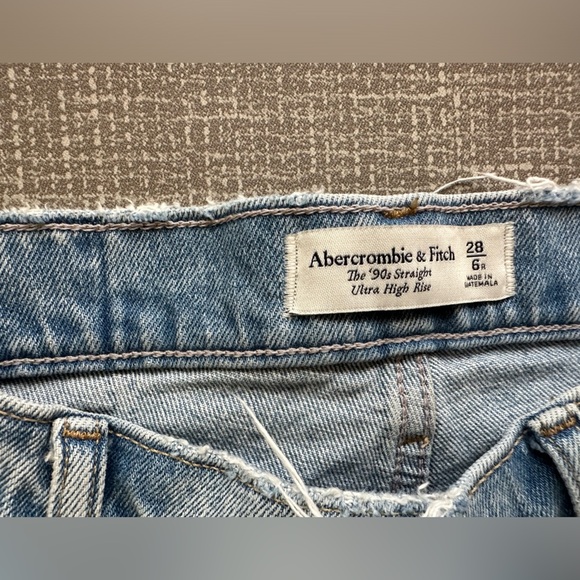 Abercrombie & Fitch
The '90s Straight
Ultra High Rise
28
6R
MADE IN
GUATEMALA